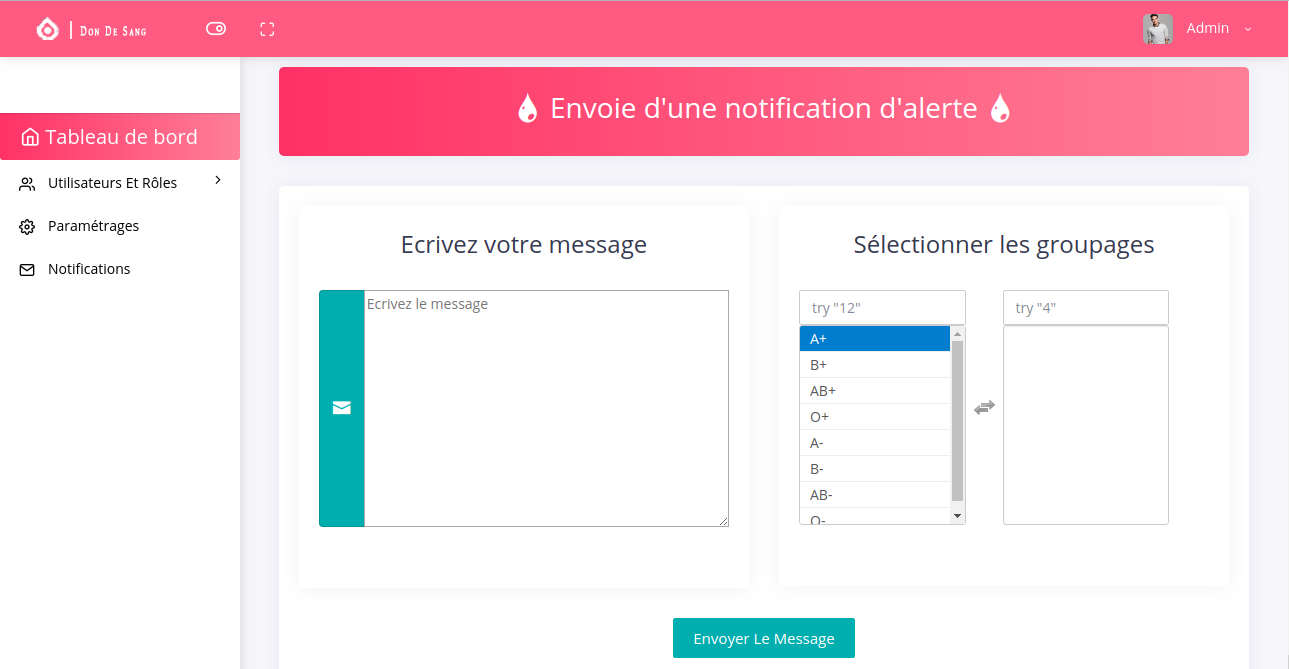 Don De Sang
Admin
Envoie d'une notification d'alerte
Tableau de bord
Utilisateurs Et Rôles
Paramétrages
Notifications
Ecrivez votre message
Ecrivez le message
Sélectionner les groupages
try "12"
try "4"
A+
B+
AB+
O+
A-
B-
AB-
O-
Envoyer Le Message